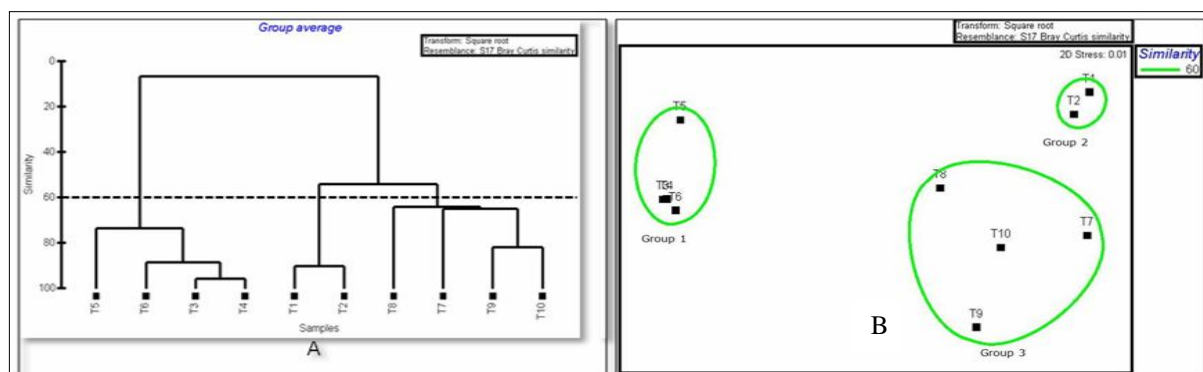 Group average
Transform: Square root
Resemblance: S17 Bray Curtis similarity
0
20
40
60
80
100
Similarity
T5
T6
T3
T4
T1
T2
T8
T7
T9
T10
Samples
A
Transform: Square root
Resemblance: S17 Bray Curtis similarity
2D Stress: 0.01
Similarity
60
T5
T6
Group 1
T2
Group 2
T8
T7
T10
T9
Group 3
B